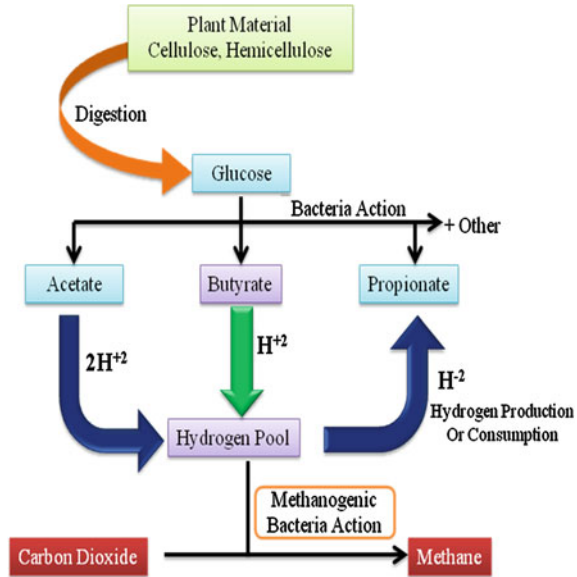 Plant Material
Cellulose, Hemicellulose
Digestion
Glucose
Bacteria Action
+ Other
Acetate
Butyrate
Propionate
2H⁺²
H⁺²
H⁻²
Hydrogen Production
Or Consumption
Hydrogen Pool
Methanogenic
Bacteria Action
Carbon Dioxide
Methane